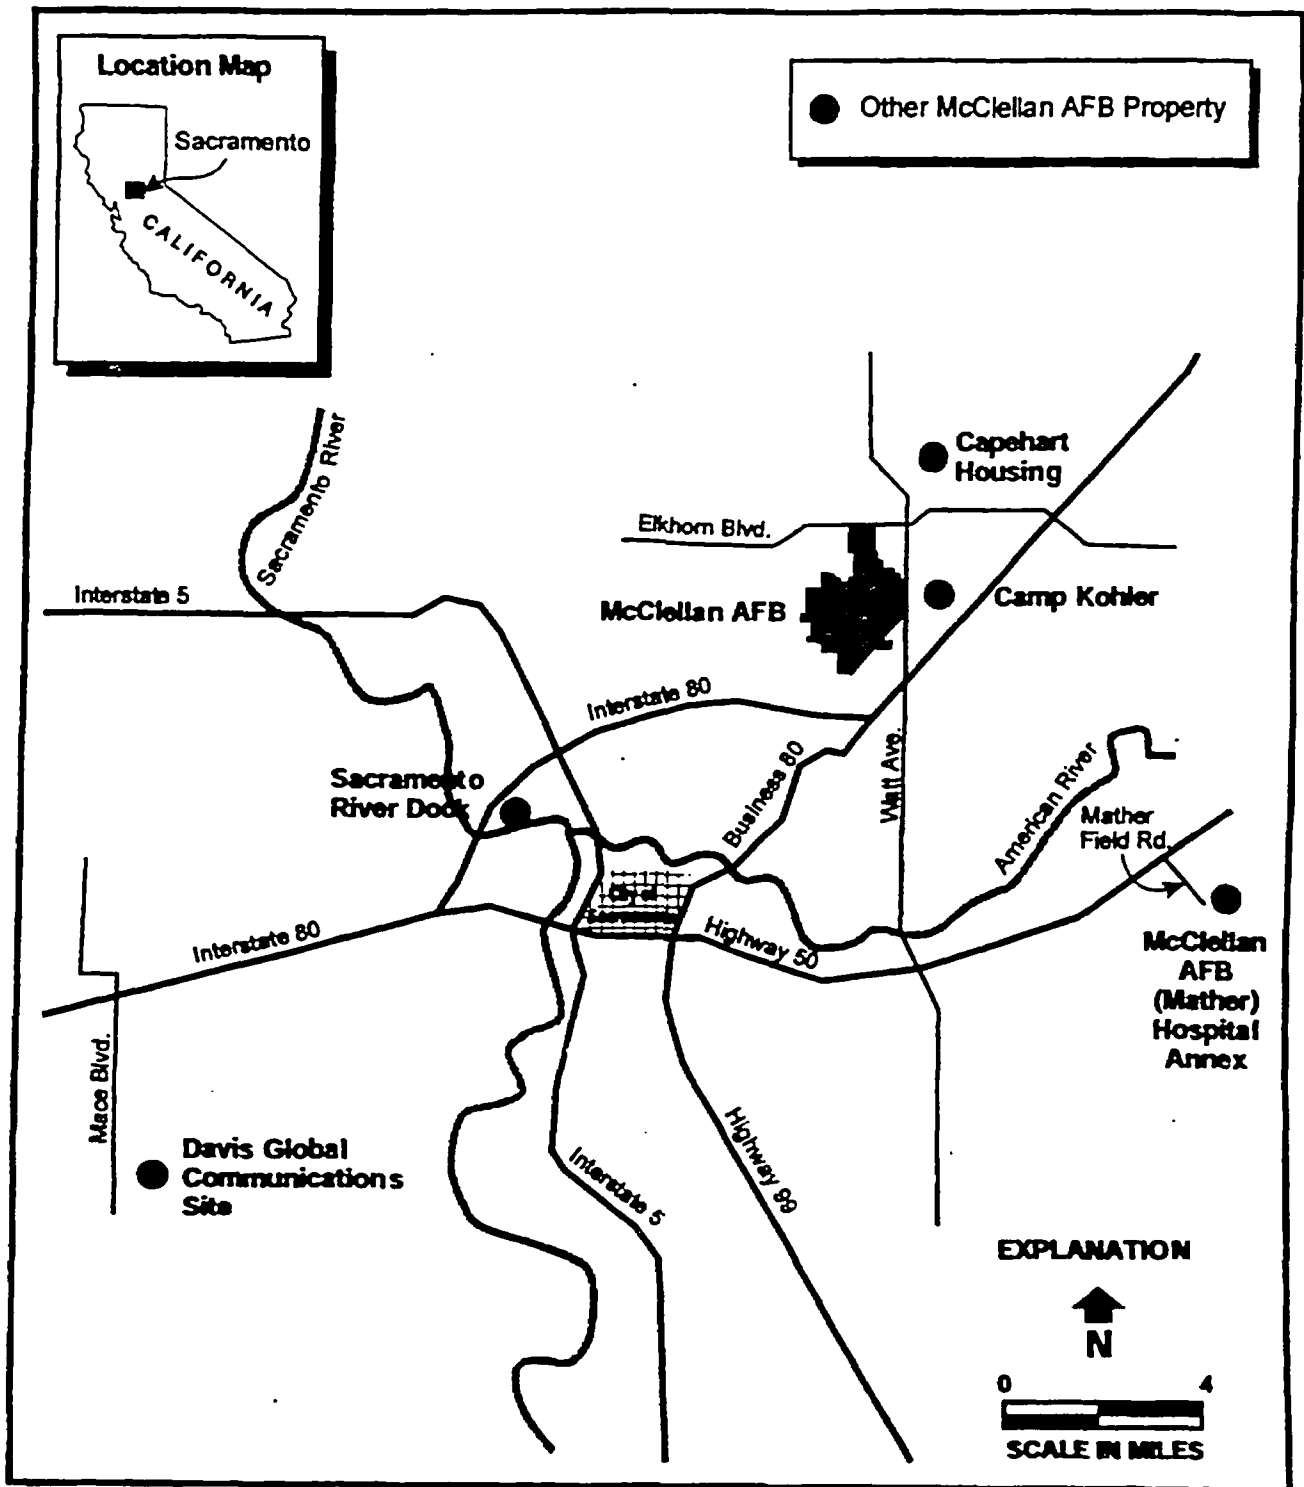 Location Map
Sacramento
CALIFORNIA
Other McClellan AFB Property
Sacramento River
Capehart
Housing
Elkhorn Blvd.
Interstate 5
McClellan AFB
Camp Kohler
Interstate 80
Sacramento
River Dock
Business 80
Watt Ave.
American River
Mather
Field Rd.
City of
Sacramento
Interstate 80
Highway 50
McClellan
AFB
(Mather)
Hospital
Annex
Mace Blvd.
Davis Global
Communications
Site
Interstate 5
Highway 99
EXPLANATION
N
0 4
SCALE IN MILES